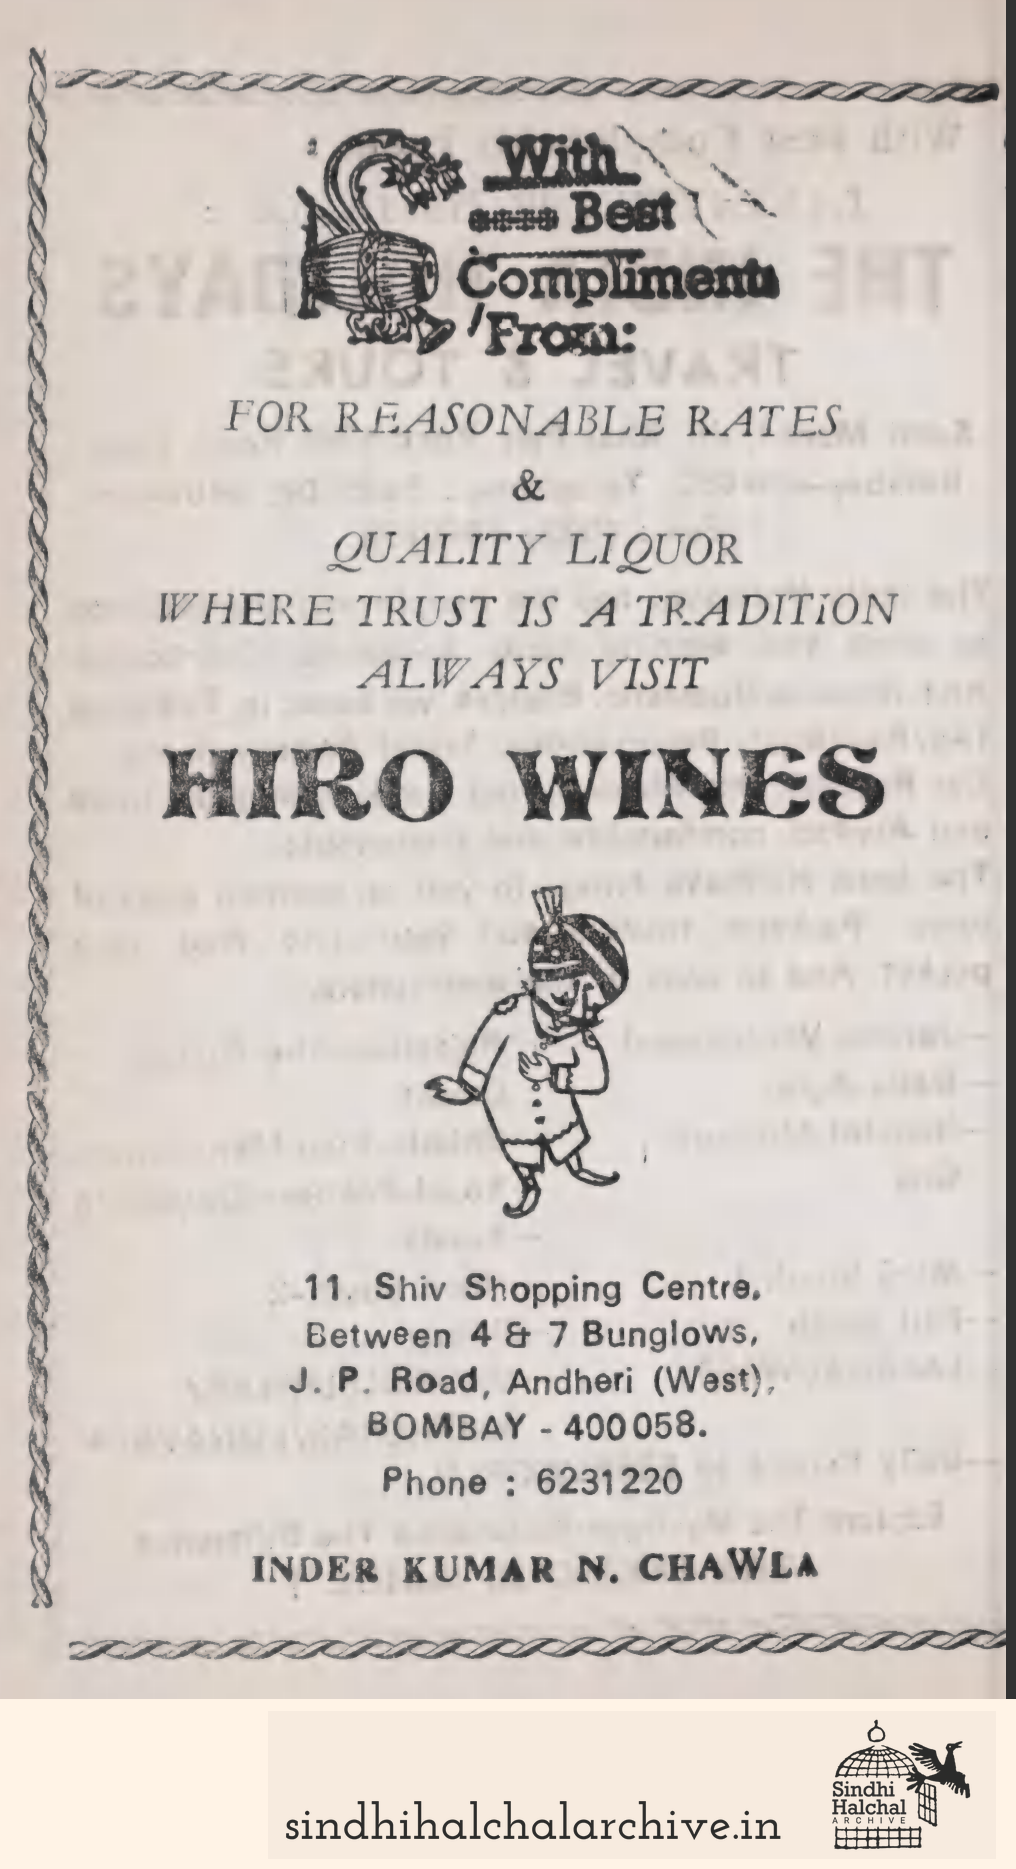 With
Best
Compliments
From:
FOR REASONABLE RATES
&
QUALITY LIQUOR
WHERE TRUST IS A TRADITiON
ALWAYS VISIT
HIRO WINES
11. Shiv Shopping Centre,
Between 4 & 7 Bunglows,
J. P. Road, Andheri (West),
BOMBAY - 400058.
Phone : 6231220
INDER KUMAR N. CHAWLA
sindhihalchalarchive.in
Sindhi
Halchal
ARCHIVE